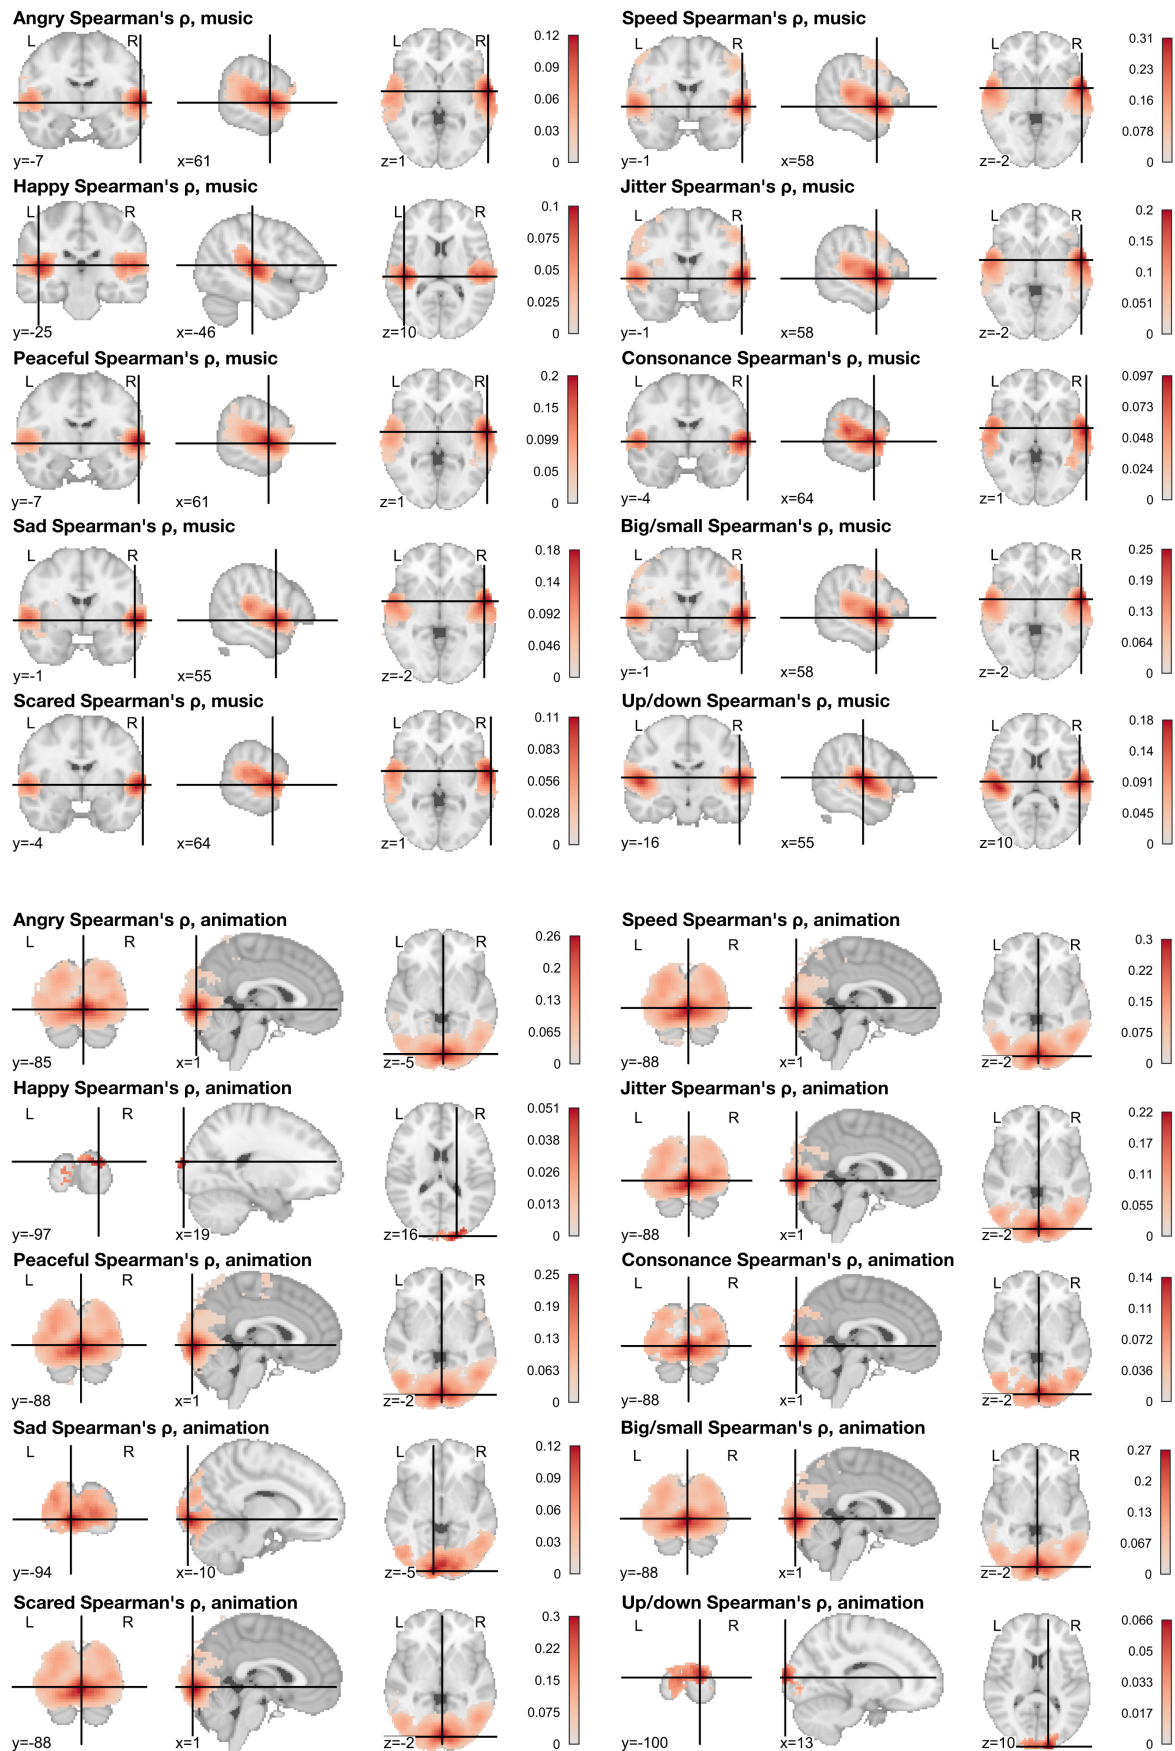 Angry Spearman's ρ, music
L R L R
y=-7 x=61 z=1
0.12
0.09
0.06
0.03
0
Speed Spearman's ρ, music
L R L R
y=-1 x=58 z=-2
0.31
0.23
0.16
0.078
0
Happy Spearman's ρ, music
L R L R
y=-25 x=-46 z=10
0.1
0.075
0.05
0.025
0
Jitter Spearman's ρ, music
L R L R
y=-1 x=58 z=-2
0.2
0.15
0.1
0.051
0
Peaceful Spearman's ρ, music
L R L R
y=-7 x=61 z=1
0.2
0.15
0.099
0.05
0
Consonance Spearman's ρ, music
L R L R
y=-4 x=64 z=1
0.097
0.073
0.048
0.024
0
Sad Spearman's ρ, music
L R L R
y=-1 x=55 z=-2
0.18
0.14
0.092
0.046
0
Big/small Spearman's ρ, music
L R L R
y=-1 x=58 z=-2
0.25
0.19
0.13
0.064
0
Scared Spearman's ρ, music
L R L R
y=-4 x=64 z=1
0.11
0.083
0.056
0.028
0
Up/down Spearman's ρ, music
L R L R
y=-16 x=55 z=10
0.18
0.14
0.091
0.045
0
Angry Spearman's ρ, animation
L R L R
y=-85 x=1 z=-5
0.26
0.2
0.13
0.065
0
Speed Spearman's ρ, animation
L R L R
y=-88 x=1 z=-2
0.3
0.22
0.15
0.075
0
Happy Spearman's ρ, animation
L R L R
y=-97 x=19 z=16
0.051
0.038
0.026
0.013
0
Jitter Spearman's ρ, animation
L R L R
y=-88 x=1 z=-2
0.22
0.17
0.11
0.055
0
Peaceful Spearman's ρ, animation
L R L R
y=-88 x=1 z=-2
0.25
0.19
0.13
0.063
0
Consonance Spearman's ρ, animation
L R L R
y=-88 x=1 z=-2
0.14
0.11
0.072
0.036
0
Sad Spearman's ρ, animation
L R L R
y=-94 x=-10 z=-5
0.12
0.09
0.06
0.03
0
Big/small Spearman's ρ, animation
L R L R
y=-88 x=1 z=-2
0.27
0.2
0.13
0.067
0
Scared Spearman's ρ, animation
L R L R
y=-88 x=1 z=-2
0.3
0.22
0.15
0.075
0
Up/down Spearman's ρ, animation
L R L R
y=-100 x=13 z=10
0.066
0.05
0.033
0.017
0